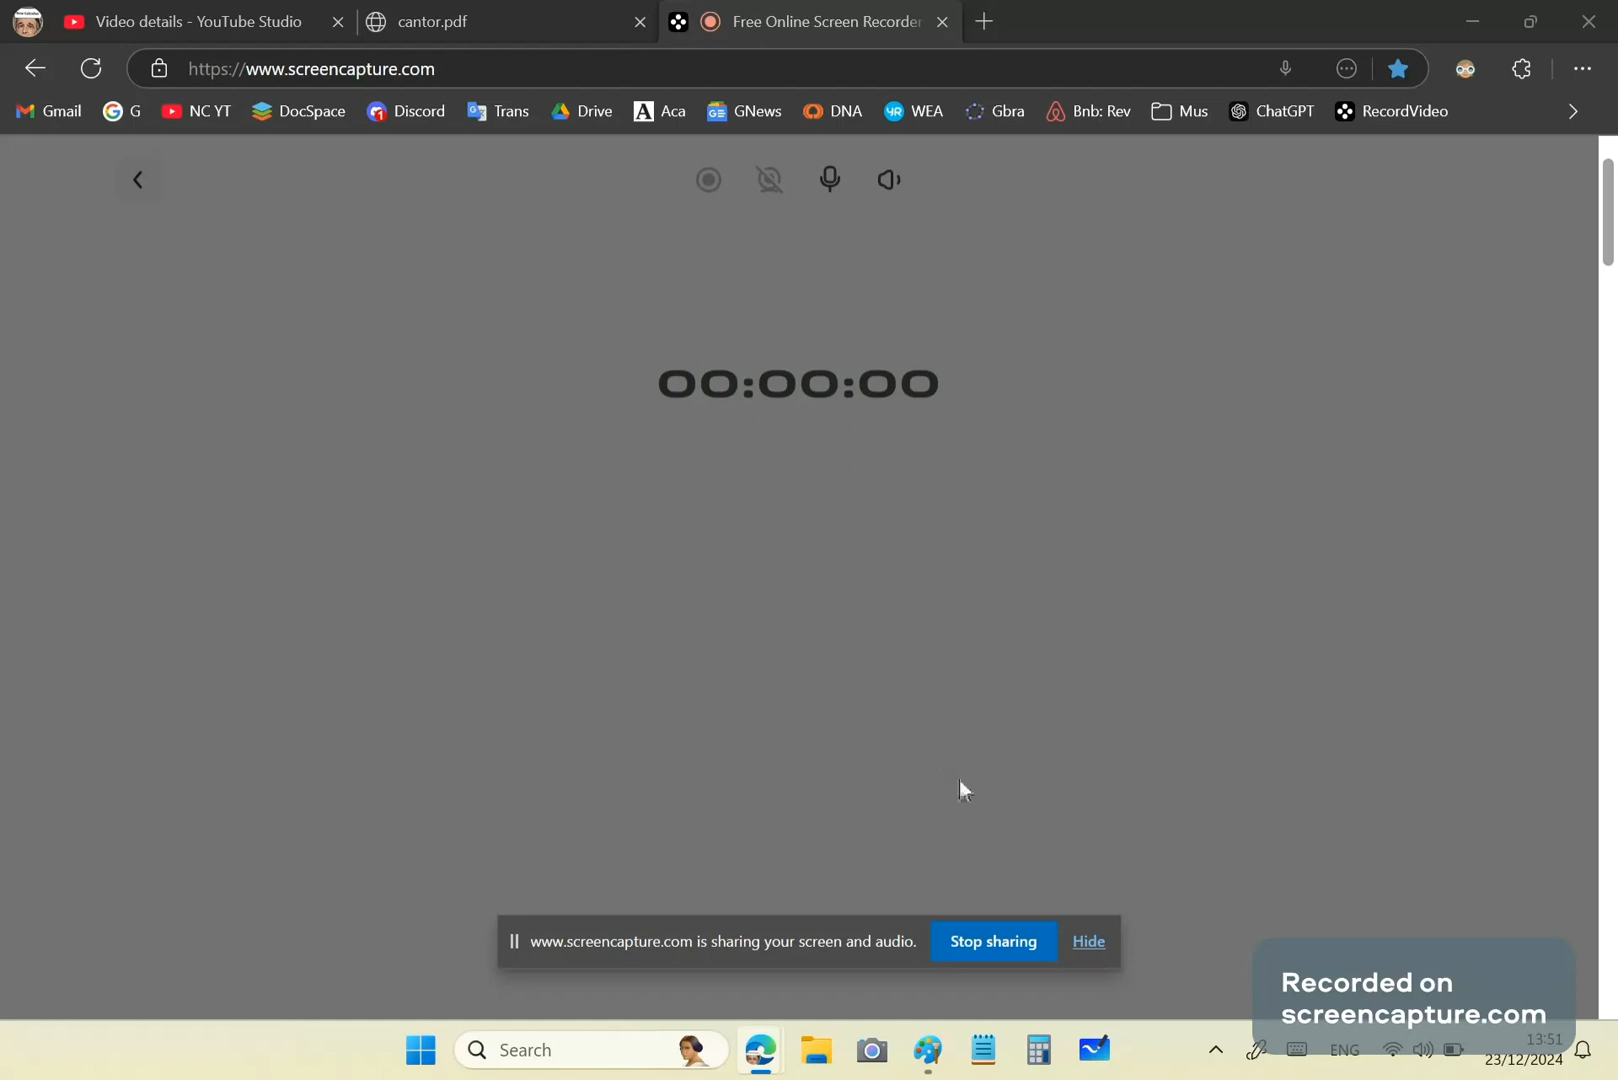 Video details - YouTube Studio
cantor.pdf
Free Online Screen Recorder
https://www.screencapture.com
Gmail
G
NC YT
DocSpace
Discord
Trans
Drive
Aca
GNews
DNA
WEA
Gbra
Bnb: Rev
Mus
ChatGPT
RecordVideo
00:00:00
www.screencapture.com is sharing your screen and audio.
Stop sharing
Hide
Recorded on
screencapture.com
Search
ENG
13:51
23/12/2024